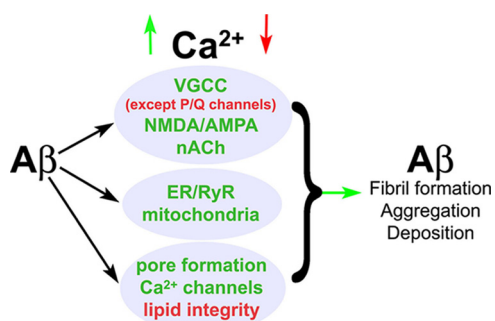 Ca²⁺
VGCC
(except P/Q channels)
NMDA/AMPA
nACh
Aβ
ER/RyR
mitochondria
pore formation
Ca²⁺ channels
lipid integrity
Aβ
Fibril formation
Aggregation
Deposition